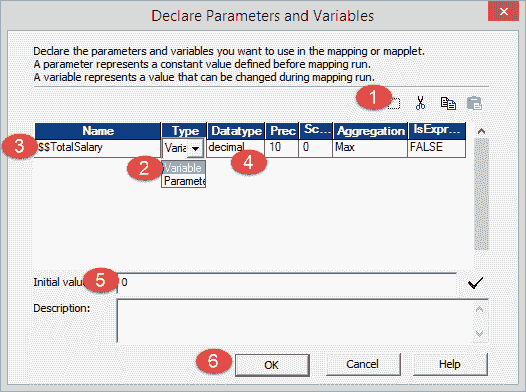 Declare Parameters and Variables
Declare the parameters and variables you want to use in the mapping or mapplet.
A parameter represents a constant value defined before mapping run.
A variable represents a value that can be changed during mapping run.
1
Name Type Datatype Prec Sc... Aggregation IsExpr...
3 $$TotalSalary Varia decimal 10 0 Max FALSE
2 Variable 4
Paramete
Initial value 5 0
Description:
6 OK Cancel Help